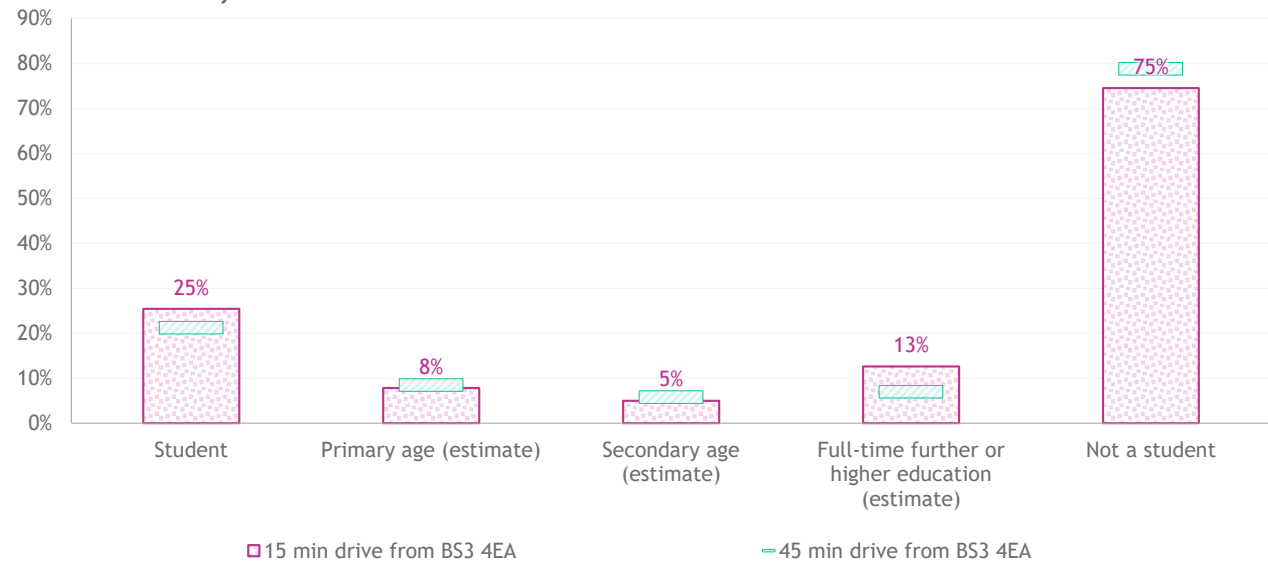 90%
80%
70%
60%
50%
40%
30%
20%
10%
0%
25%
8%
5%
13%
75%
Student
Primary age (estimate)
Secondary age
(estimate)
Full-time further or
higher education
(estimate)
Not a student
15 min drive from BS3 4EA
45 min drive from BS3 4EA